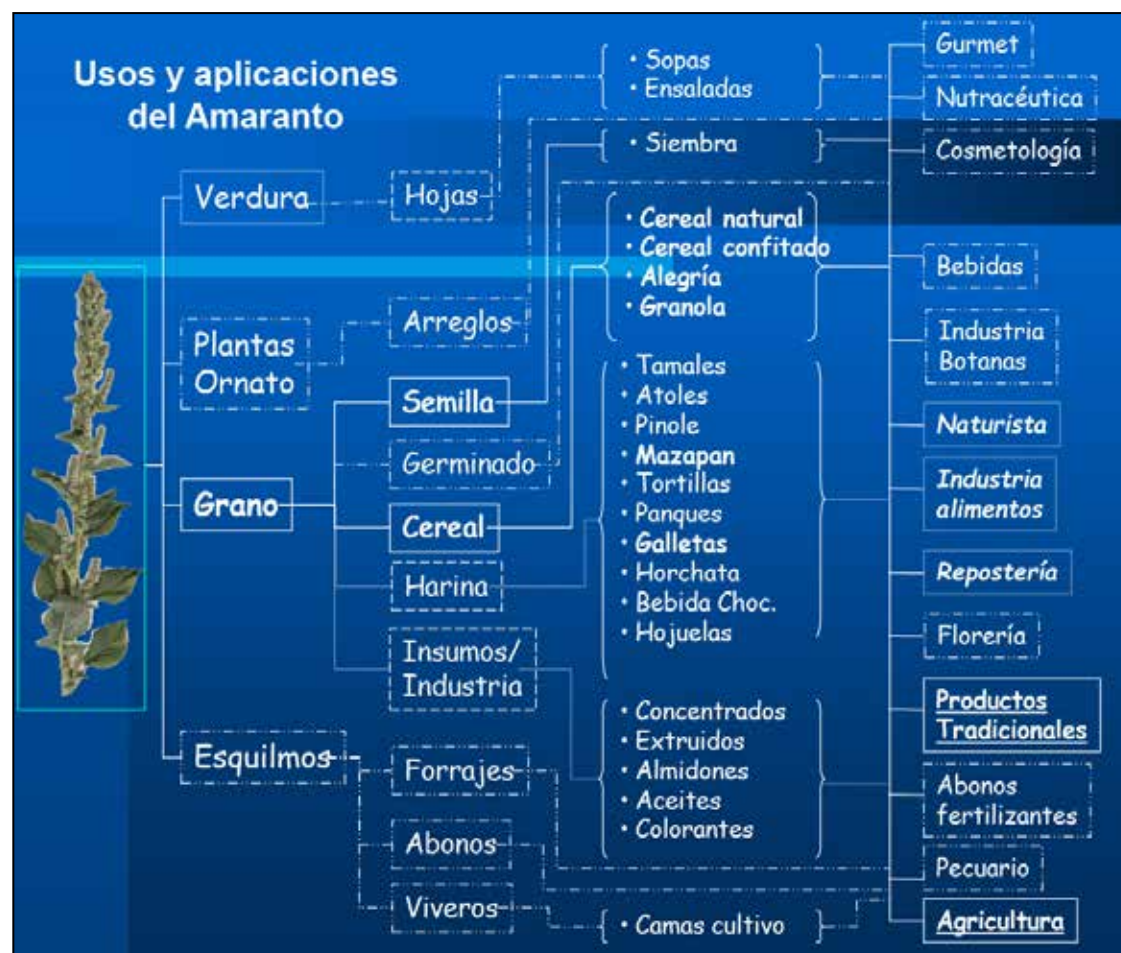 Usos y aplicaciones
del Amaranto
Verdura
Plantas
Ornato
Grano
Esquilmos
Hojas
Arreglos
Semilla
Germinado
Cereal
Harina
Insumos/
Industria
Forrajes
Abonos
Viveros
• Sopas
• Ensaladas
• Siembra
• Cereal natural
• Cereal confitado
• Alegría
• Granola
• Tamales
• Atoles
• Pinole
• Mazapan
• Tortillas
• Panques
• Galletas
• Horchata
• Bebida Choc.
• Hojuelas
• Concentrados
• Extruidos
• Almidones
• Aceites
• Colorantes
• Camas cultivo
Gurmet
Nutracéutica
Cosmetología
Bebidas
Industria
Botanas
Naturista
Industria
alimentos
Repostería
Florería
Productos
Tradicionales
Abonos
fertilizantes
Pecuario
Agricultura